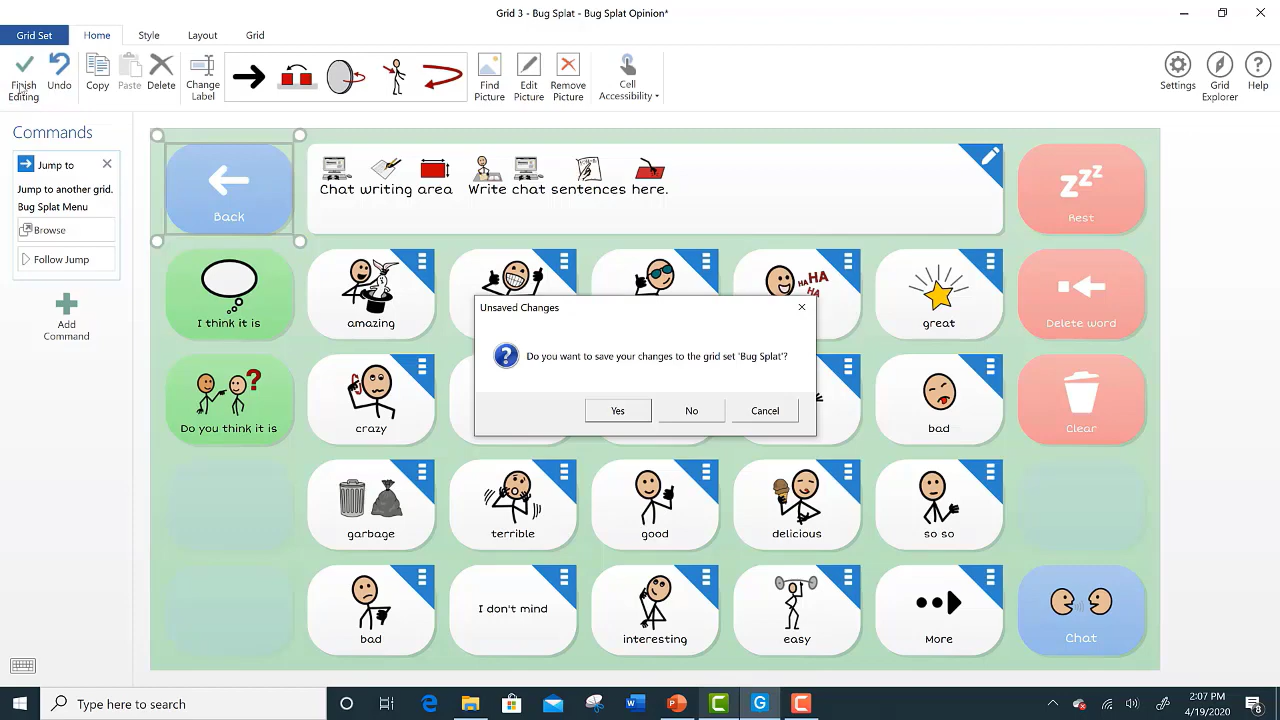 Grid 3 - Bug Splat - Bug Splat Opinion*
Grid Set
Home
Style
Layout
Grid
Finish Editing
Undo
Copy
Paste
Delete
Change Label
Find Picture
Edit Picture
Remove Picture
Cell Accessibility
Settings
Grid Explorer
Help
Commands
Jump to
Jump to another grid.
Bug Splat Menu
Browse
Follow Jump
Add Command
Back
Chat writing area Write chat sentences here.
zzz
Rest
I think it is
amazing
HA HA HA
great
Delete word
Unsaved Changes
Do you want to save your changes to the grid set 'Bug Splat'?
Yes
No
Cancel
?
Do you think it is
crazy
bad
Clear
garbage
terrible
good
delicious
so so
bad
I don't mind
interesting
easy
More
Chat
Type here to search
2:07 PM
4/19/2020